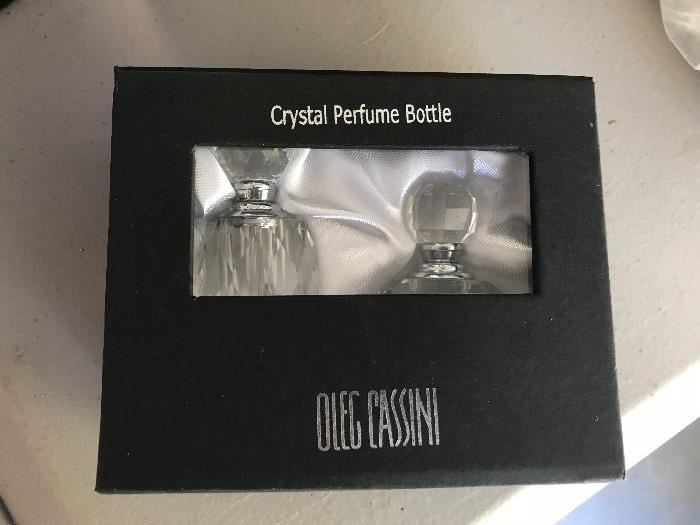 Crystal Perfume Bottle
OLEG CASSINI